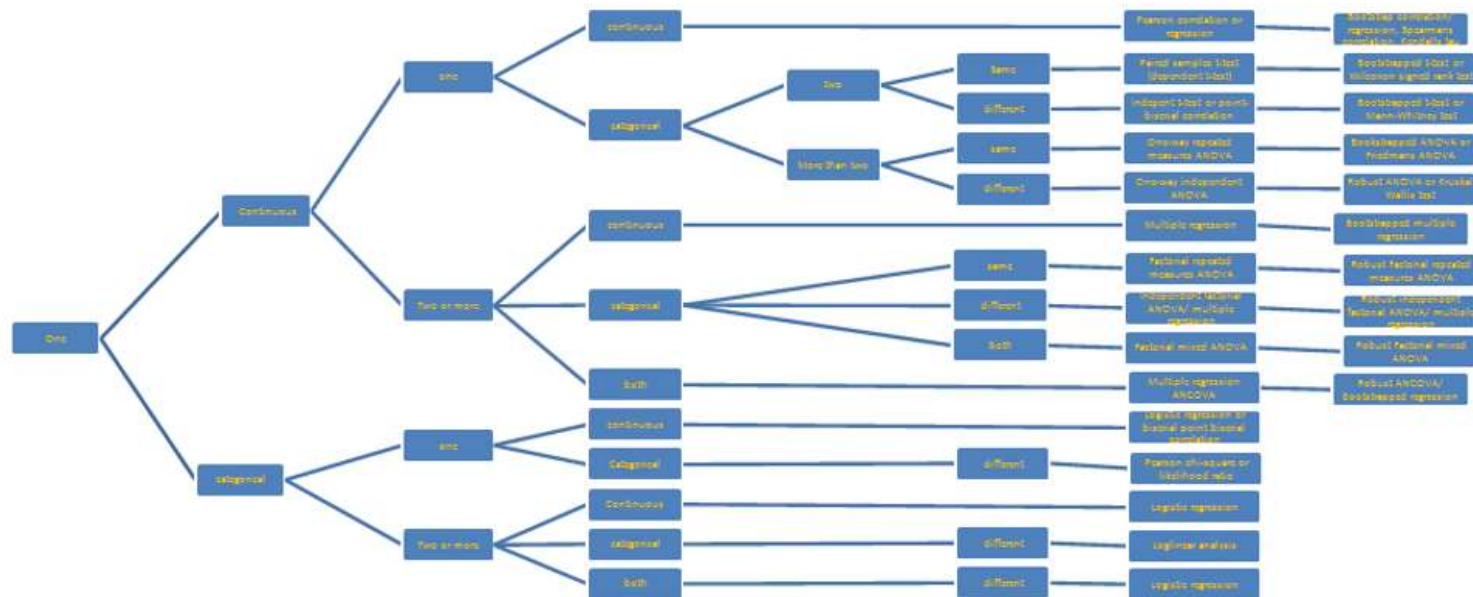 continuous
Pearson correlation or
regression
Bootstrap correlation/
regression, Spearmans
correlation, Kendalls tau
one
two
Same
Paired samples t-test
(dependent t-test)
Bootstrapped t-test or
Wilcoxon signed rank test
different
Indepent t-test or point-
biserial correlation
Bootstrapped t-test or
Mann-Whitney test
categorical
More than two
same
One-way repeated
measures ANOVA
Bootstrapped ANOVA or
Friedmans ANOVA
different
One-way independent
ANOVA
Robust ANOVA or Kruskal
Wallis test
Continuous
continuous
Multiple regression
Bootstrapped multiple
regression
same
Factorial repeated
measures ANOVA
Robust factorial repeated
measures ANOVA
Two or more
categorical
different
Independent factorial
ANOVA/ multiple
regression
Robust independent
factorial ANOVA/ multiple
regression
One
both
Factorial mixed ANOVA
Robust factorial mixed
ANOVA
both
Multiple regression
ANCOVA
Robust ANCOVA/
Bootstrapped regression
continuous
Logistic regression or
biserial point biserial
correlation
one
Categorical
different
Pearson chi-square or
likelihood ratio
categorical
Continuous
Logistic regression
Two or more
categorical
different
Loglinear analysis
both
different
Logistic regression